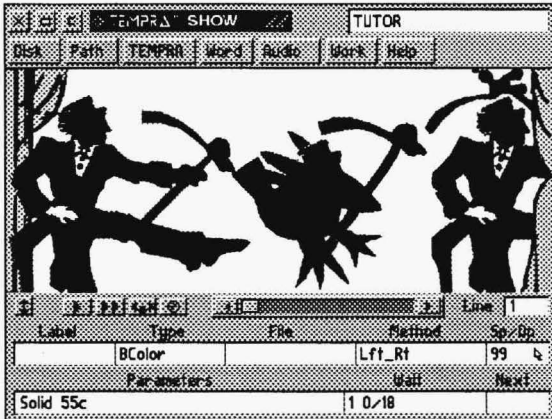 TEMPRA SHOW TUTOR
Disk Path TEMPRA Word Audio Work Help
Line 1
Label Type File Method Sp/Op
BColor Lft_Rt 99
Parameters Wait Next
Solid 55c 1 0/18